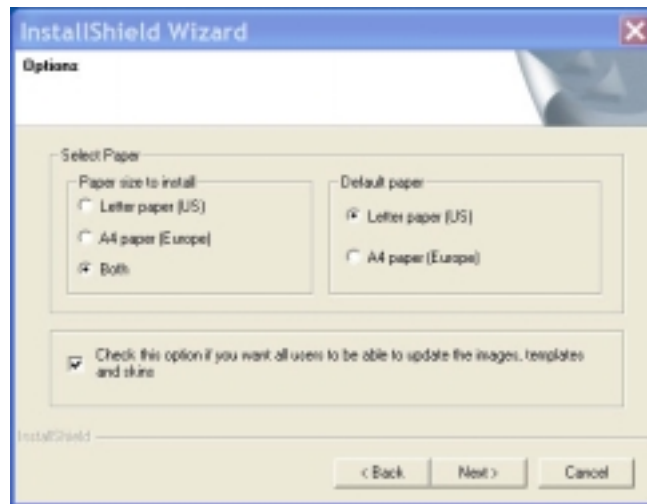 InstallShield Wizard
Options
Select Paper
Paper size to install
Letter paper (US)
A4 paper (Europe)
Both
Default paper
Letter paper (US)
A4 paper (Europe)
Check this option if you want all users to be able to update the images, templates
and skins
InstallShield
< Back
Next >
Cancel